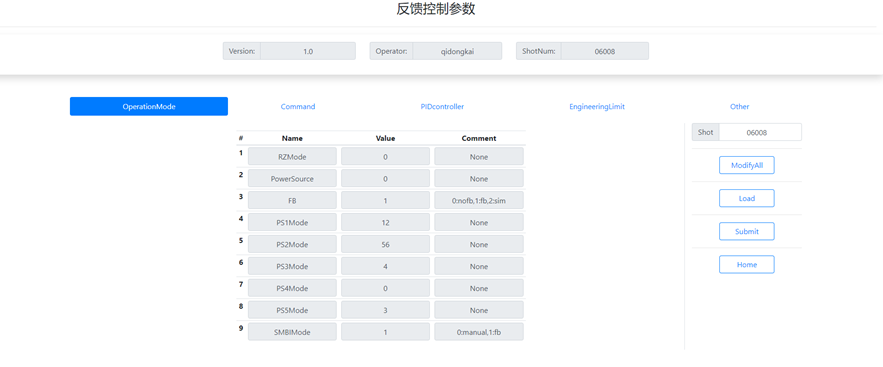 反馈控制参数
Version: 1.0 Operator: qidongkai ShotNum: 06008
OperationMode Command PIDcontroller EngineeringLimit Other
# Name Value Comment
1 RZMode 0 None
2 PowerSource 0 None
3 FB 1 0:nofb,1:fb,2:sim
4 PS1Mode 12 None
5 PS2Mode 56 None
6 PS3Mode 4 None
7 PS4Mode 0 None
8 PS5Mode 3 None
9 SMBIMode 1 0:manual,1:fb
Shot 06008
ModifyAll
Load
Submit
Home